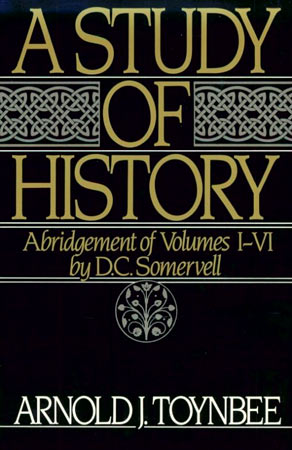 A STUDY
OF
HISTORY
Abridgement of Volumes I–VI
by D.C. Somervell
ARNOLD J. TOYNBEE